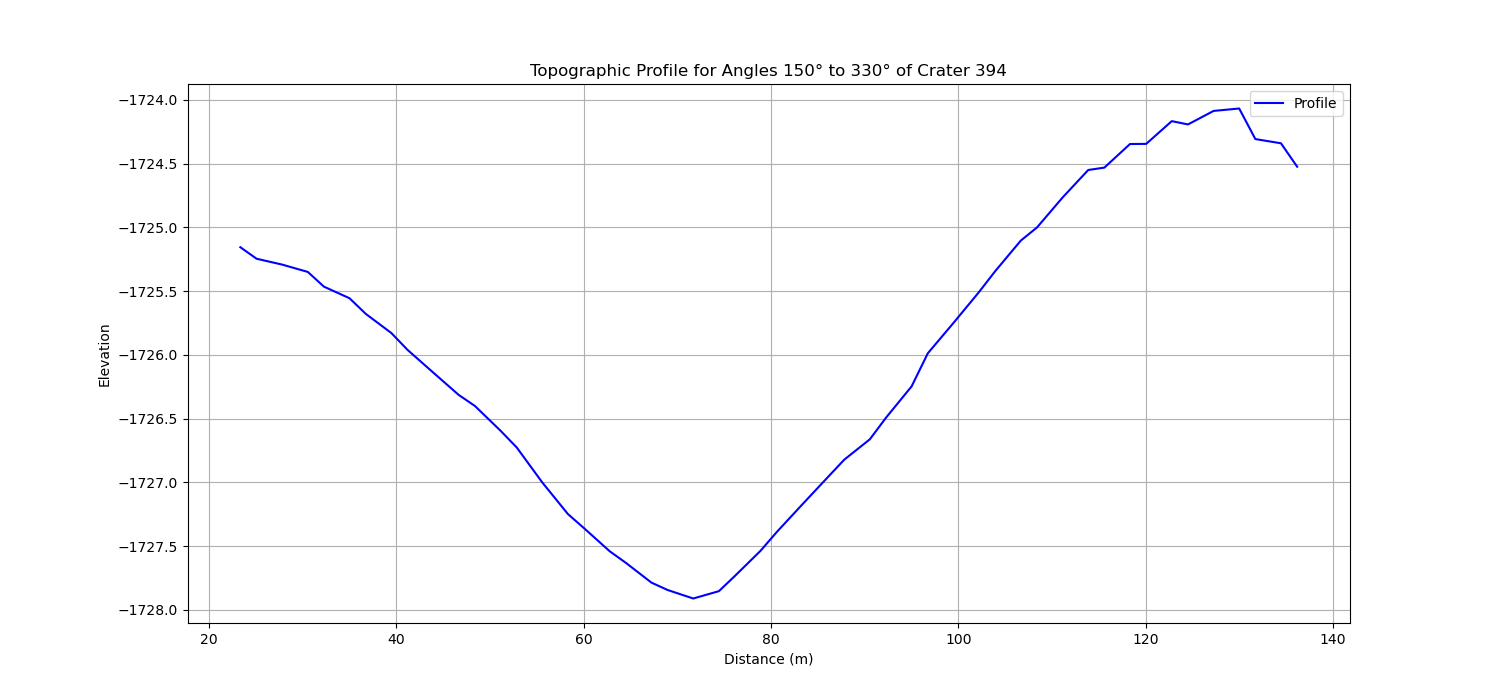 Topographic Profile for Angles 150° to 330° of Crater 394
Profile
−1724.0
−1724.5
−1725.0
−1725.5
−1726.0
−1726.5
−1727.0
−1727.5
−1728.0
Elevation
20 40 60 80 100 120 140
Distance (m)